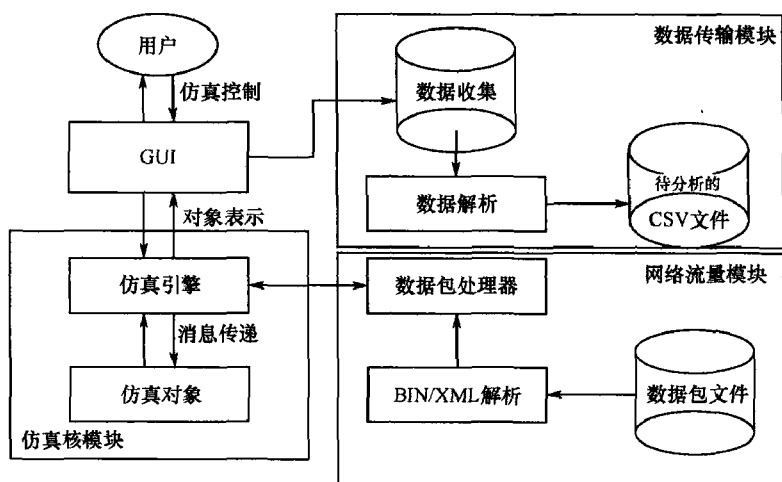 用户
数据传输模块
仿真控制
数据收集
GUI
数据解析
待分析的
CSV文件
对象表示
仿真引擎
数据包处理器
网络流量模块
消息传递
仿真对象
BIN/XML解析
数据包文件
仿真核模块